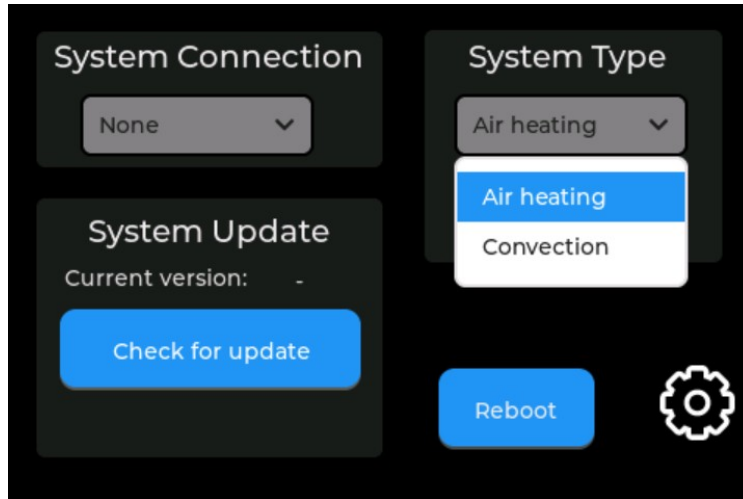 System Connection
None
System Type
Air heating
Air heating
Convection
System Update
Current version: -
Check for update
Reboot